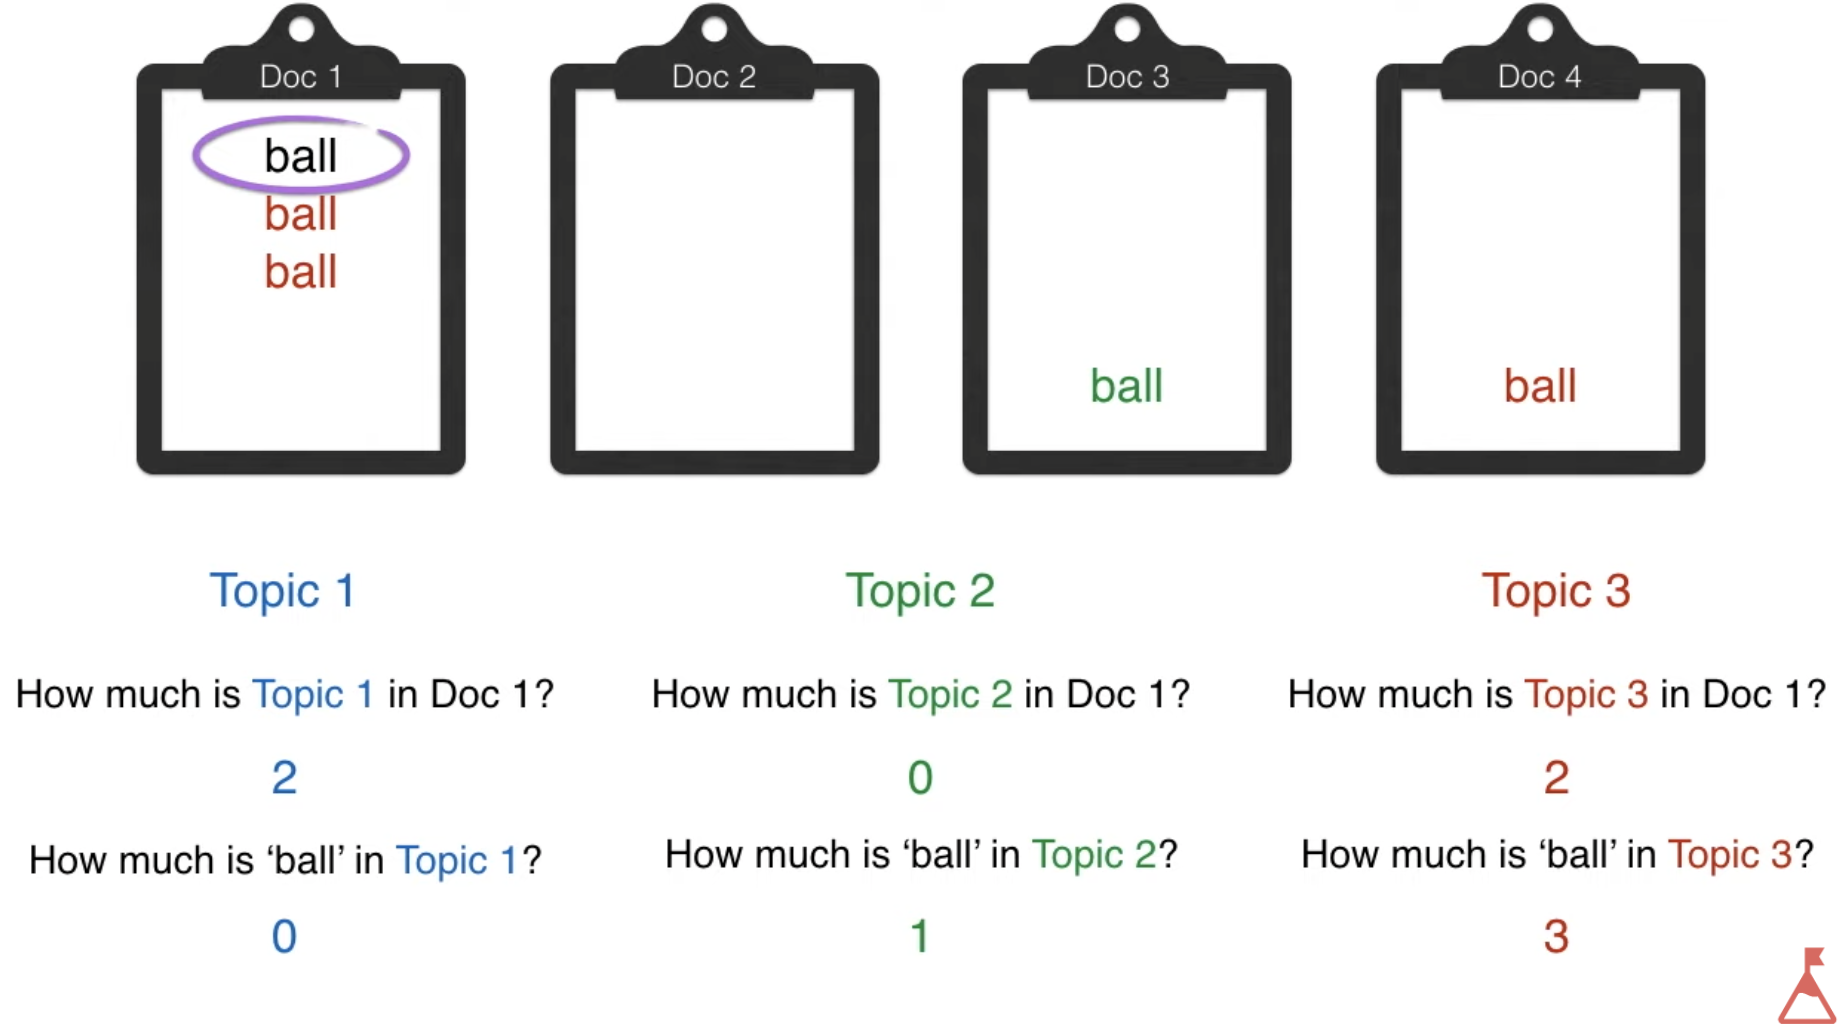 Doc 1
Doc 2
Doc 3
Doc 4
ball
ball
ball
ball
ball
Topic 1
Topic 2
Topic 3
How much is Topic 1 in Doc 1?
How much is Topic 2 in Doc 1?
How much is Topic 3 in Doc 1?
2
0
2
How much is ‘ball’ in Topic 1?
How much is ‘ball’ in Topic 2?
How much is ‘ball’ in Topic 3?
0
1
3